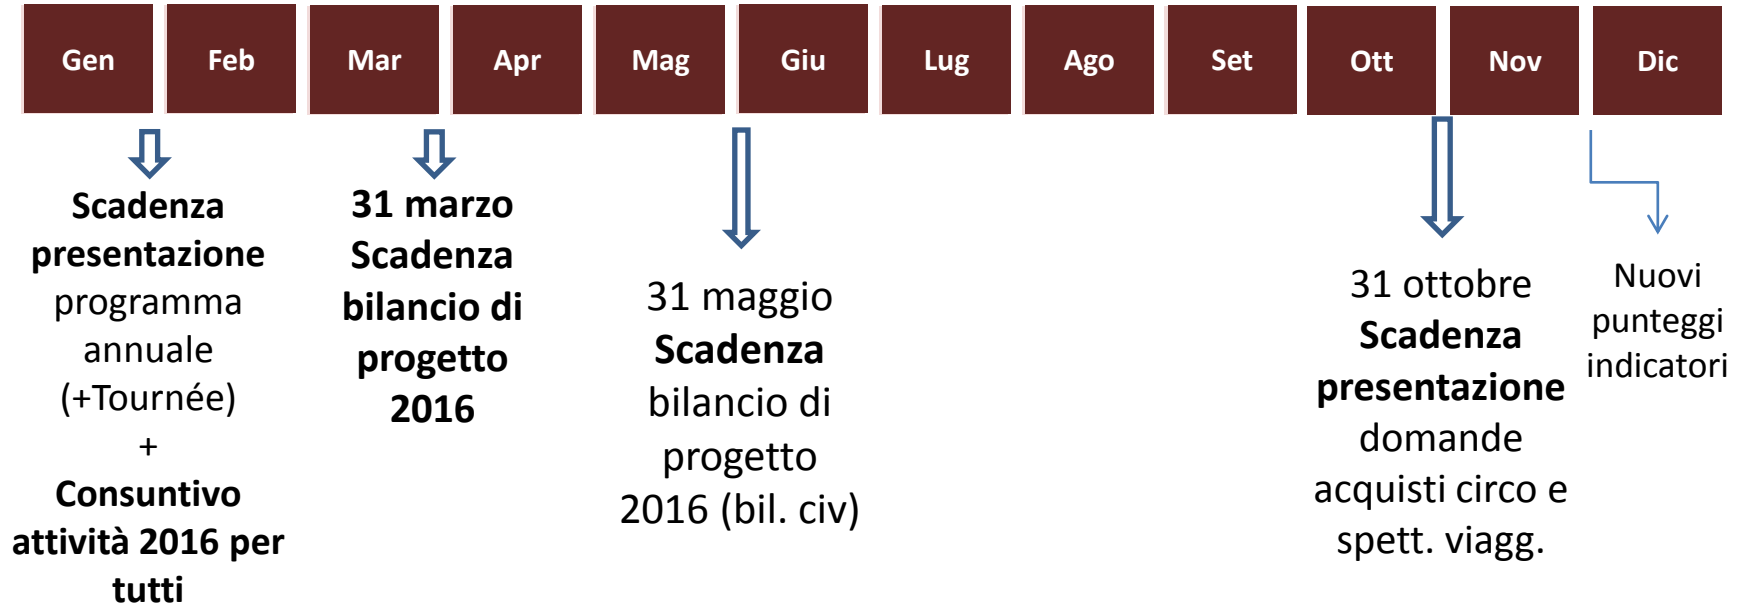 Gen Feb Mar Apr Mag Giu Lug Ago Set Ott Nov Dic
Scadenza
presentazione
programma
annuale
(+Tournée)
+
Consuntivo
attività 2016 per
tutti
31 marzo
Scadenza
bilancio di
progetto
2016
31 maggio
Scadenza
bilancio di
progetto
2016 (bil. civ)
31 ottobre
Scadenza
presentazione
domande
acquisti circo e
spett. viagg.
Nuovi
punteggi
indicatori